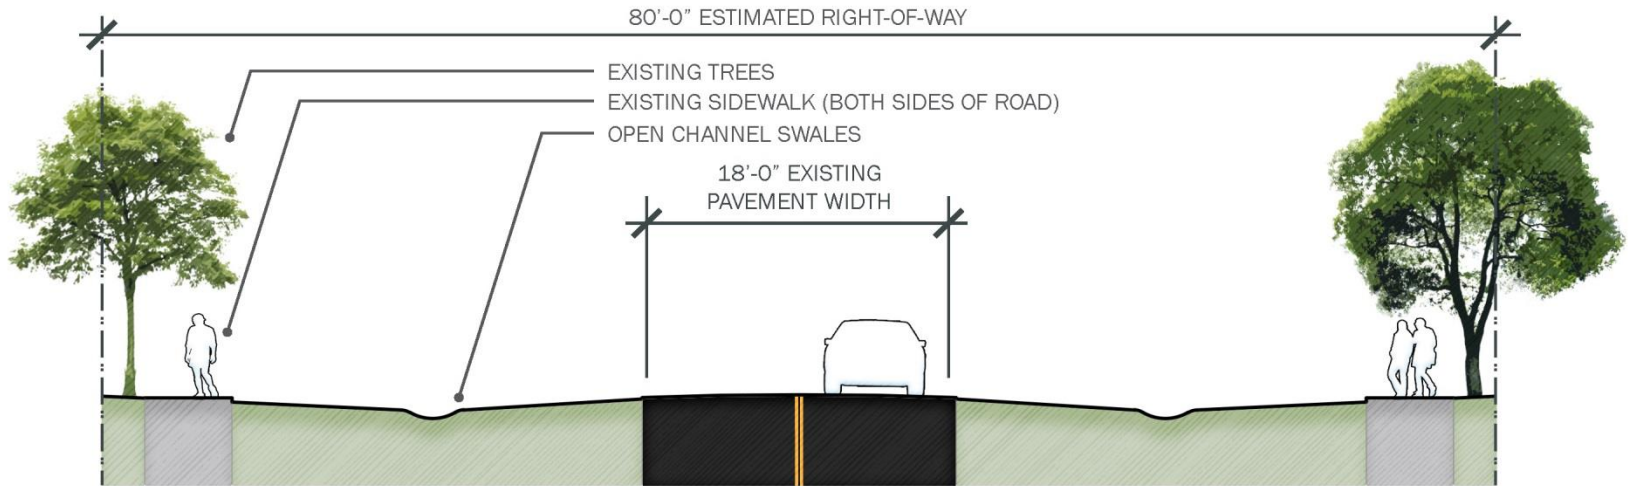 80'-0” ESTIMATED RIGHT-OF-WAY
EXISTING TREES
EXISTING SIDEWALK (BOTH SIDES OF ROAD)
OPEN CHANNEL SWALES
18'-0” EXISTING
PAVEMENT WIDTH